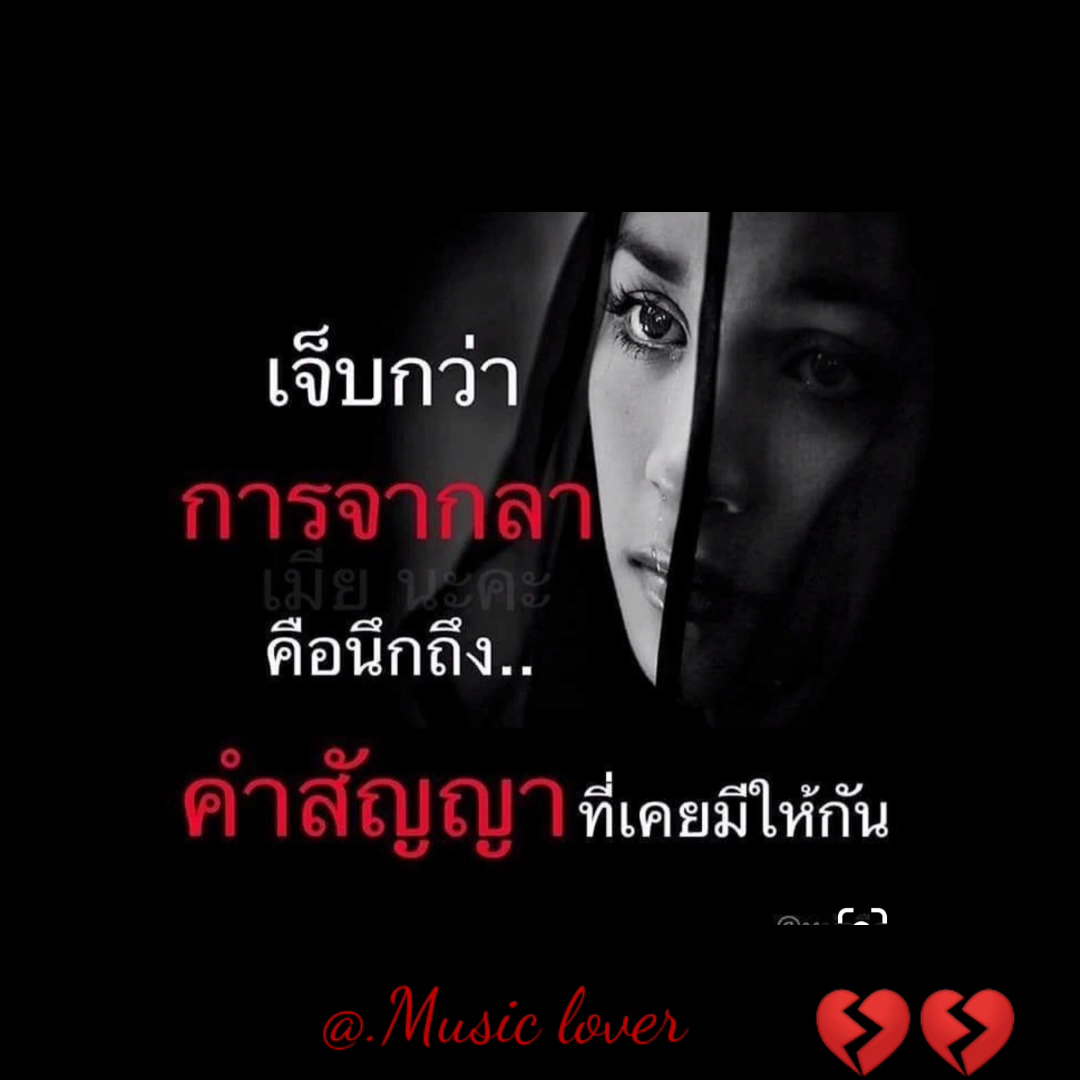 เจ็บกว่า
การจากลา
เมีย นะคะ
คือนึกถึง..
คำสัญญา ที่เคยมีให้กัน
@.Music lover